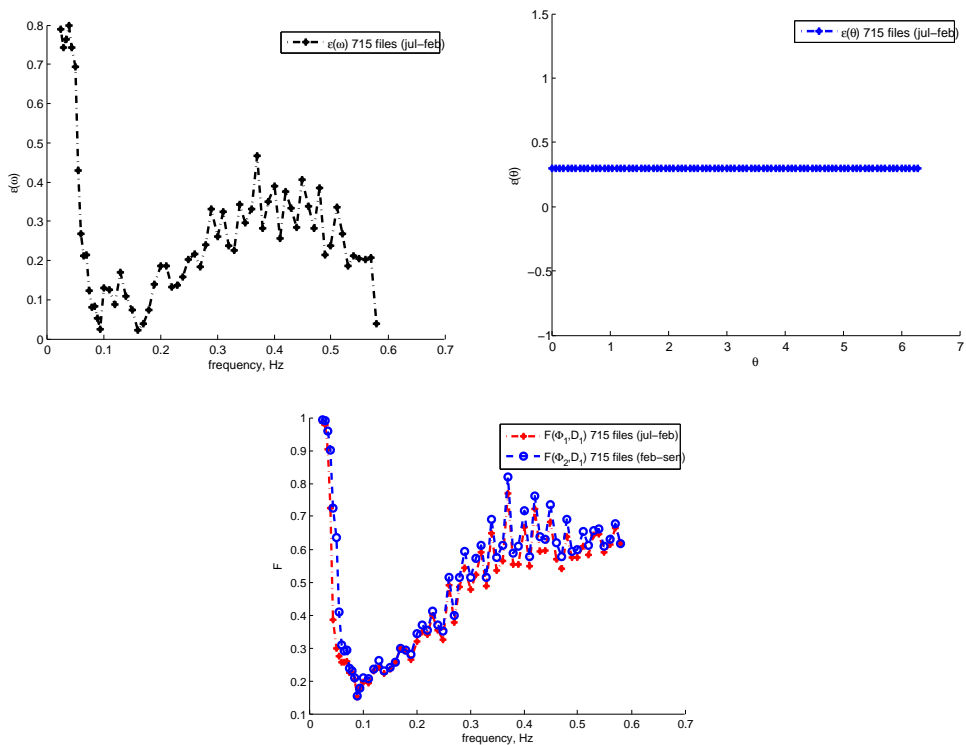 0.8
0.7
0.6
0.5
0.4
0.3
0.2
0.1
0
ε(ω)
0 0.1 0.2 0.3 0.4 0.5 0.6 0.7
frequency, Hz
ε(ω) 715 files (jul−feb)
1.5
1
0.5
0
−0.5
−1
ε(θ)
0 1 2 3 4 5 6 7
θ
ε(θ) 715 files (jul−feb)
1
0.9
0.8
0.7
0.6
0.5
0.4
0.3
0.2
0.1
F
0 0.1 0.2 0.3 0.4 0.5 0.6 0.7
frequency, Hz
F(Φ₁,D₁) 715 files (jul−feb)
F(Φ₂,D₁) 715 files (feb−sen)